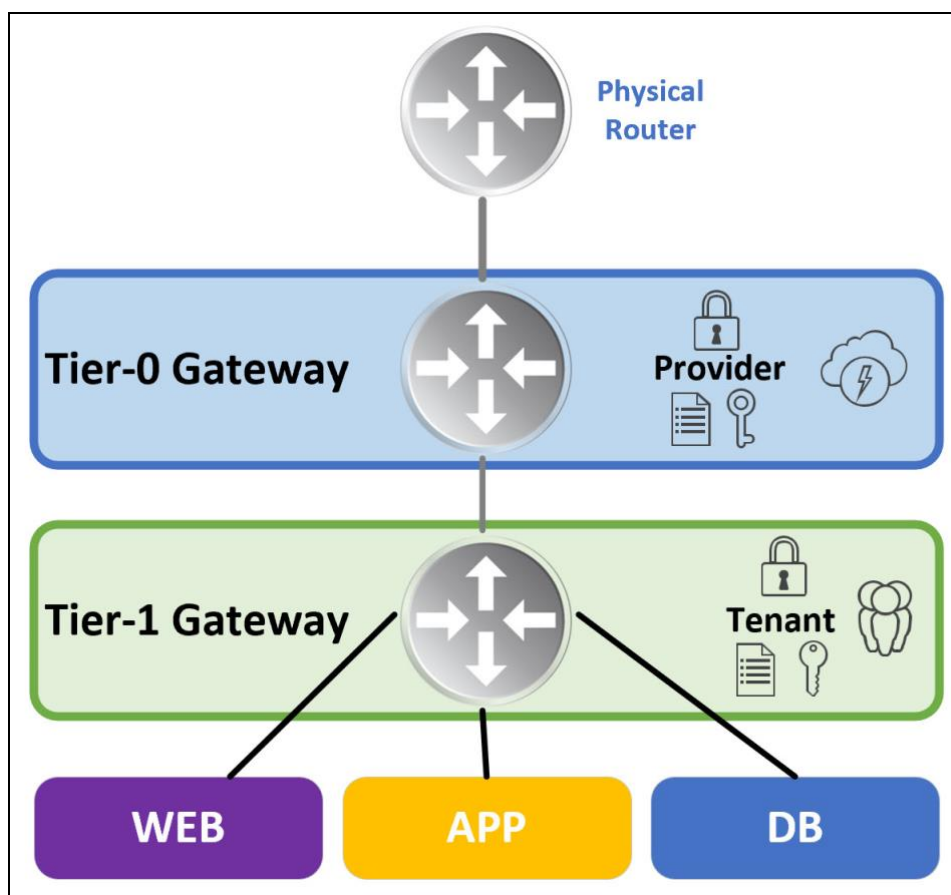 Physical
Router
Tier-0 Gateway
Provider
Tier-1 Gateway
Tenant
WEB
APP
DB